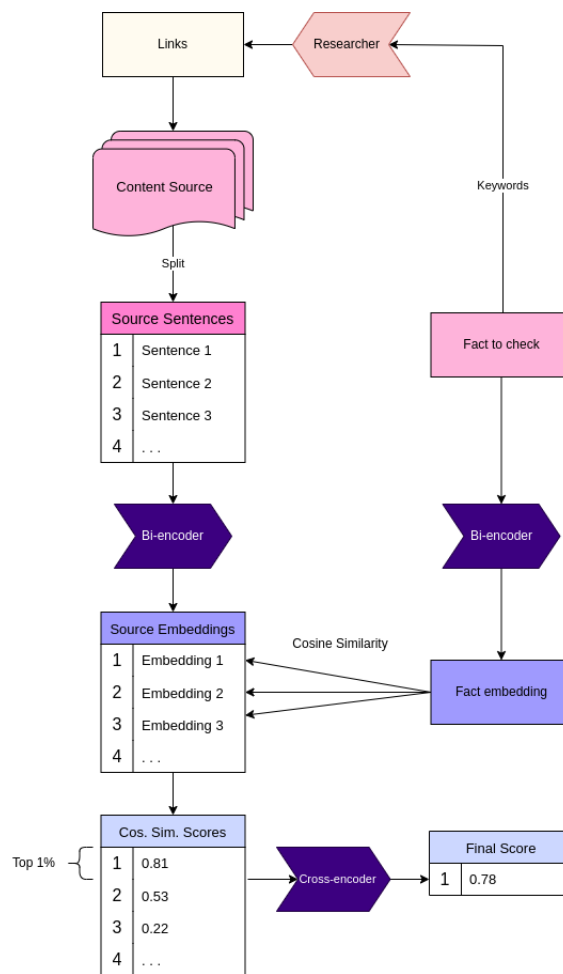 Links
Researcher
Content Source
Keywords
Split
Source Sentences
1 Sentence 1
2 Sentence 2
3 Sentence 3
4 . . .
Fact to check
Bi-encoder
Bi-encoder
Source Embeddings
1 Embedding 1
2 Embedding 2
3 Embedding 3
4 . . .
Cosine Similarity
Fact embedding
Cos. Sim. Scores
Top 1%
1 0.81
2 0.53
3 0.22
4 . . .
Cross-encoder
Final Score
1 0.78